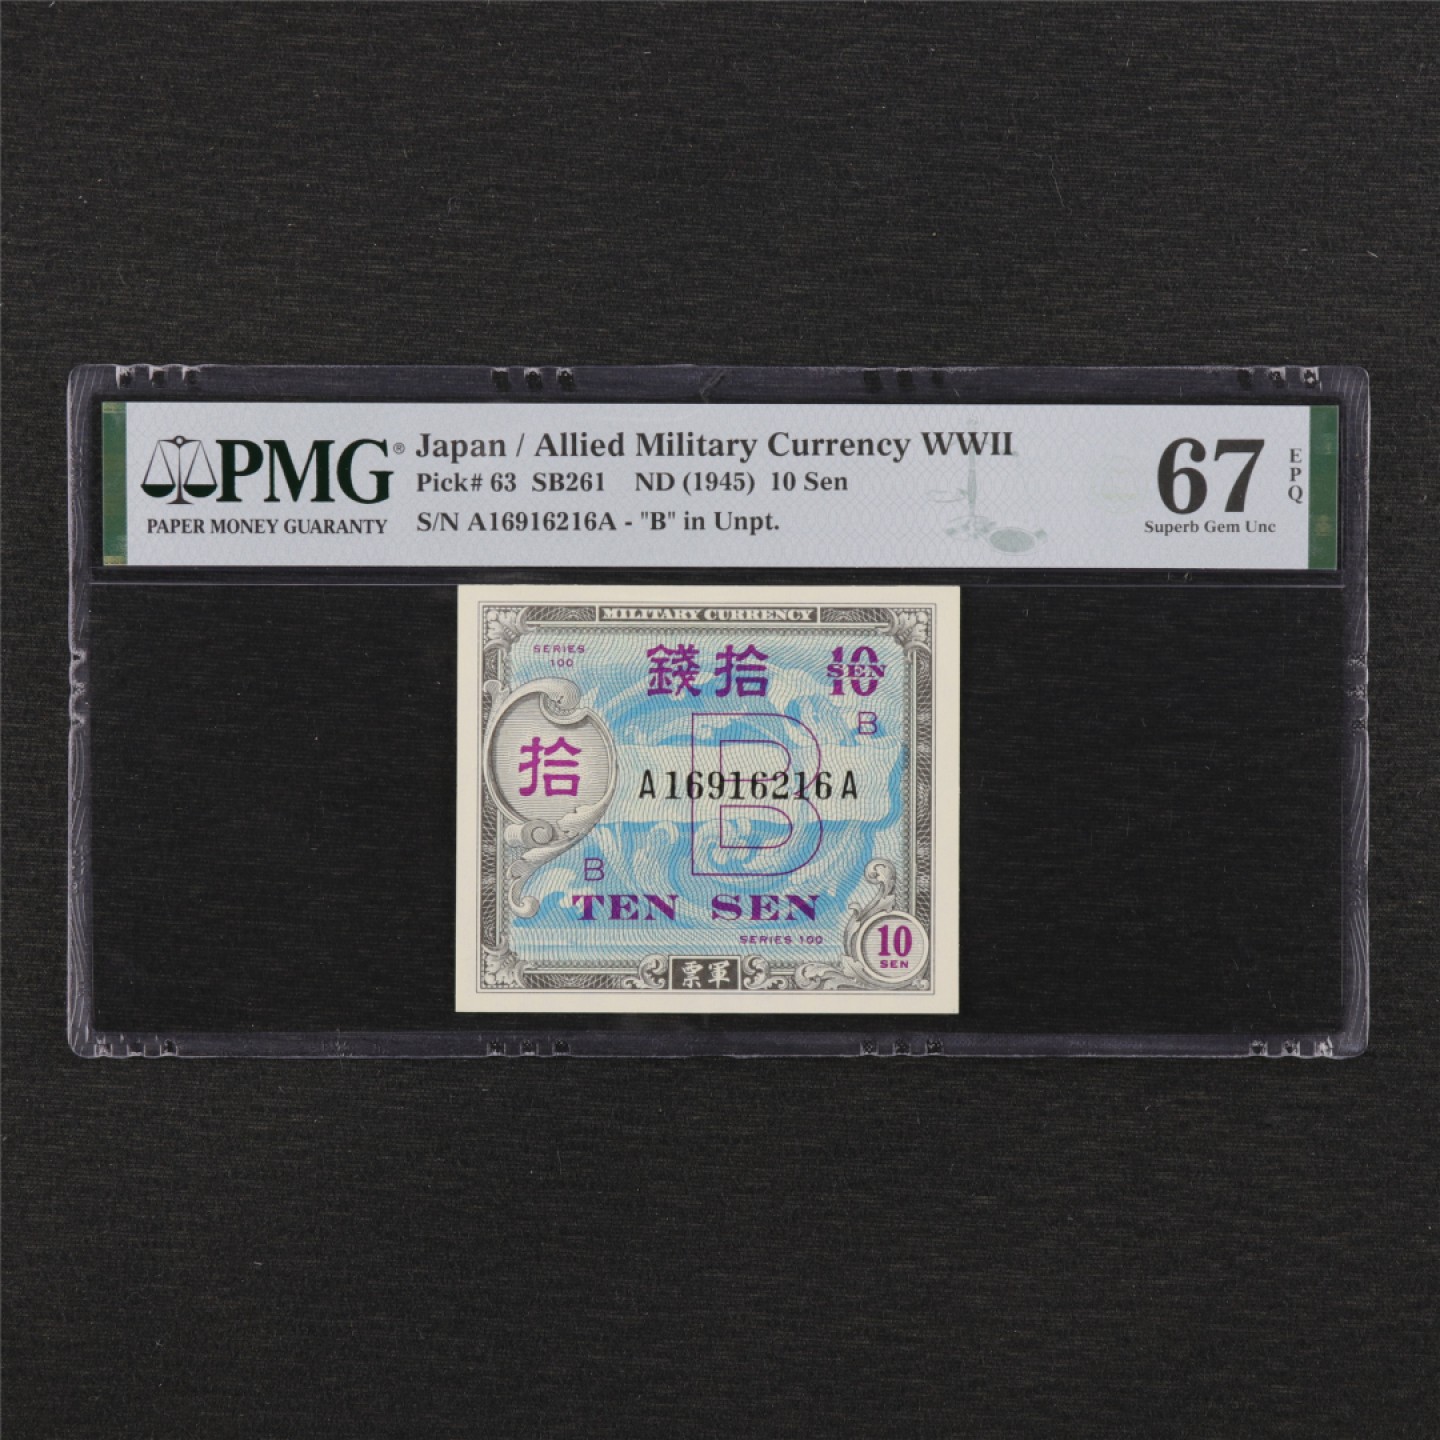 PMG®
PAPER MONEY GUARANTY
Japan / Allied Military Currency WWII
Pick# 63 SB261 ND (1945) 10 Sen
S/N A16916216A - "B" in Unpt.
67
EPQ
Superb Gem Unc
MILITARY CURRENCY
SERIES
100
錢拾
10
SEN
B
拾
B
A16916216A
B
TEN SEN
SERIES 100
10
SEN
票軍